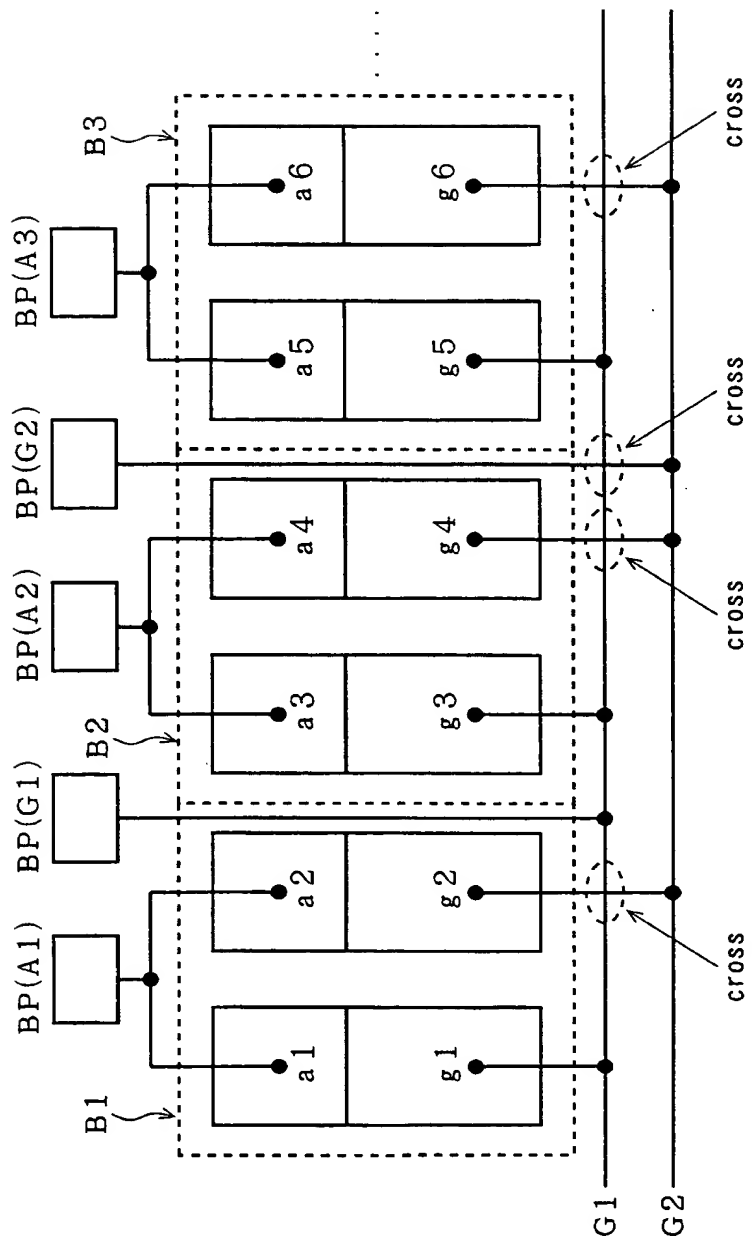 BP(A1) BP(G1) BP(A2) BP(G2) BP(A3)
B1 B2 B3
a1 a2 a3 a4 a5 a6
. . . . .
g1 g2 g3 g4 g5 g6
G1
G2
cross cross cross cross